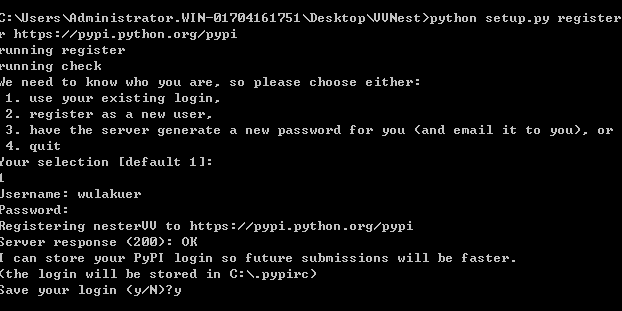 C:\Users\Administrator.WIN-01704161751\Desktop\VVNest>python setup.py register
r https://pypi.python.org/pypi
running register
running check
We need to know who you are, so please choose either:
 1. use your existing login,
 2. register as a new user,
 3. have the server generate a new password for you (and email it to you), or
 4. quit
Your selection [default 1]:
1
Username: wulakuer
Password:
Registering nesterVV to https://pypi.python.org/pypi
Server response (200): OK
I can store your PyPI login so future submissions will be faster.
(the login will be stored in C:\.pypirc)
Save your login (y/N)?y